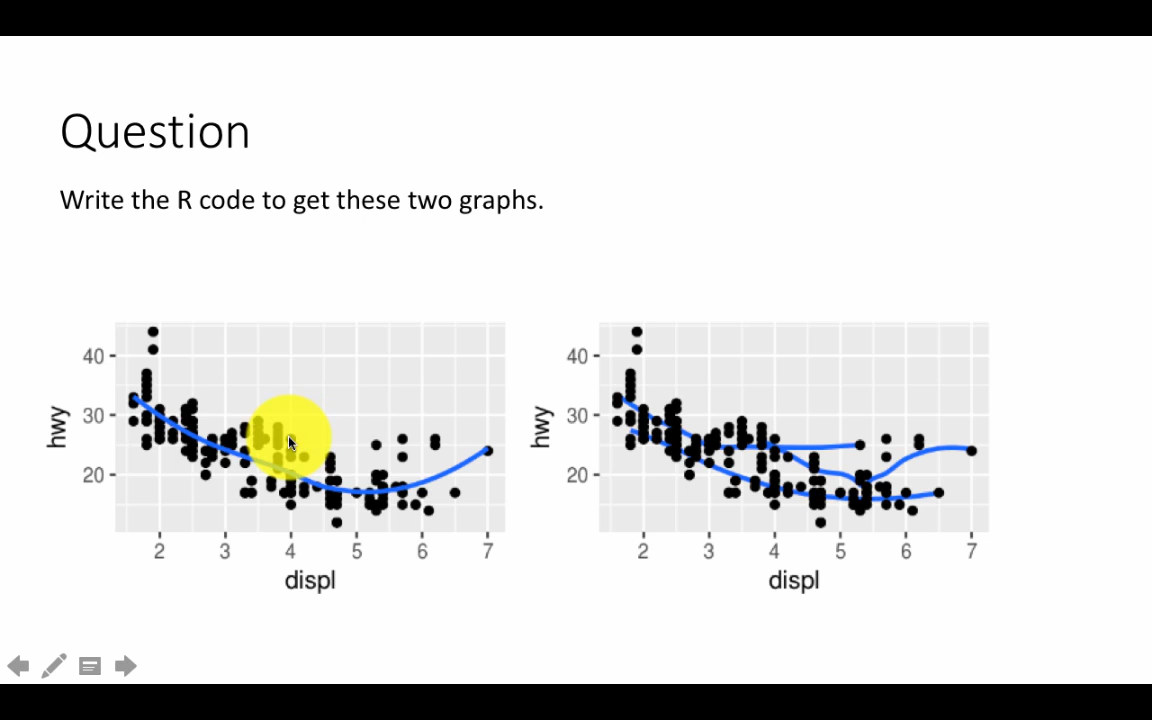 Question
Write the R code to get these two graphs.
40
30
20
hwy
2 3 4 5 6 7
displ
40
30
20
hwy
2 3 4 5 6 7
displ